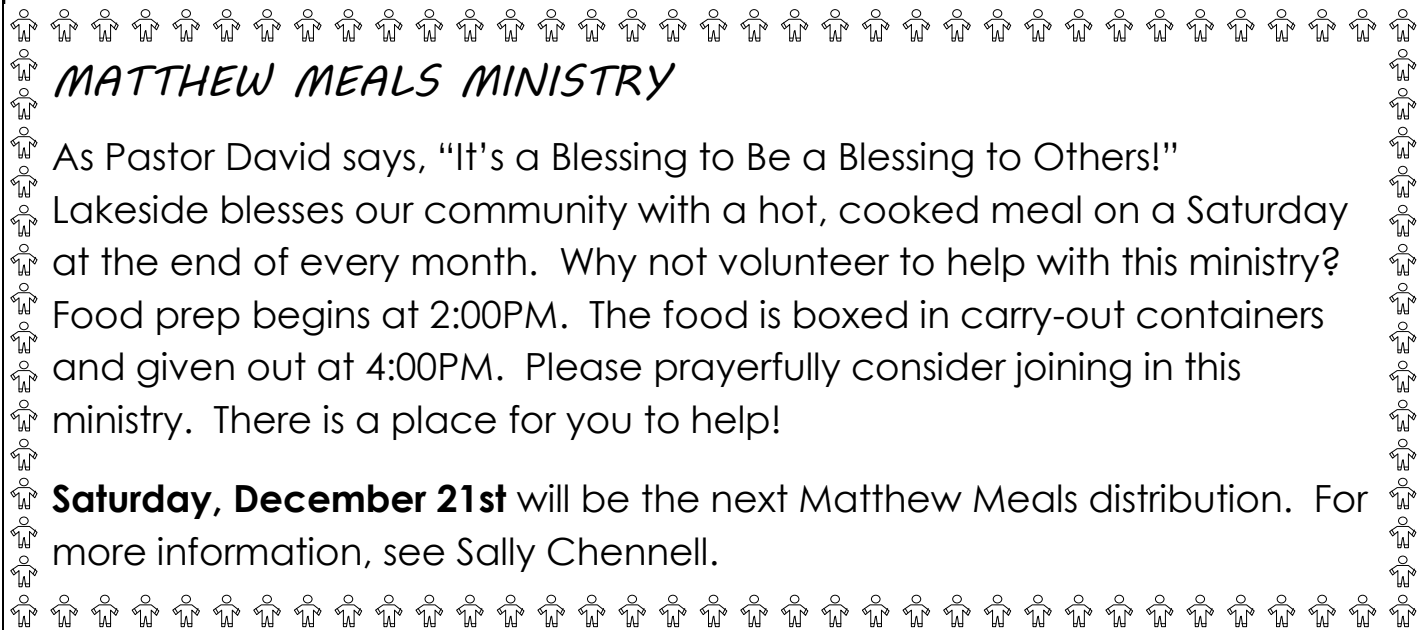 MATTHEW MEALS MINISTRY
As Pastor David says, “It’s a Blessing to Be a Blessing to Others!”
Lakeside blesses our community with a hot, cooked meal on a Saturday
at the end of every month.  Why not volunteer to help with this ministry?
Food prep begins at 2:00PM.  The food is boxed in carry-out containers
and given out at 4:00PM.  Please prayerfully consider joining in this
ministry.  There is a place for you to help!
Saturday, December 21st will be the next Matthew Meals distribution.  For
more information, see Sally Chennell.